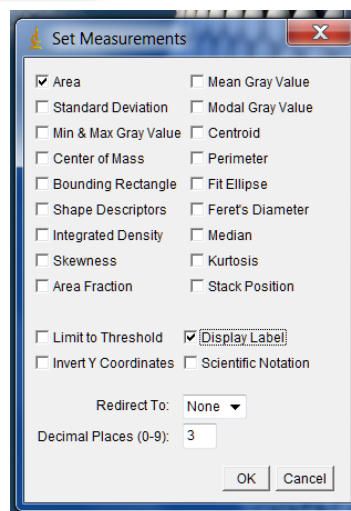 Set Measurements
Area Mean Gray Value
Standard Deviation Modal Gray Value
Min & Max Gray Value Centroid
Center of Mass Perimeter
Bounding Rectangle Fit Ellipse
Shape Descriptors Feret's Diameter
Integrated Density Median
Skewness Kurtosis
Area Fraction Stack Position
Limit to Threshold Display Label
Invert Y Coordinates Scientific Notation
Redirect To: None
Decimal Places (0-9): 3
OK Cancel